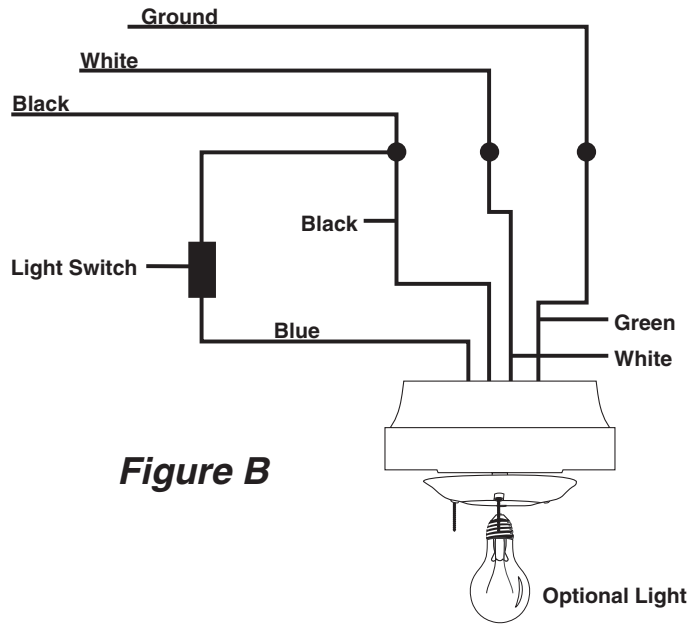 Ground
White
Black
Black
Light Switch
Green
Blue
White
Figure B
Optional Light